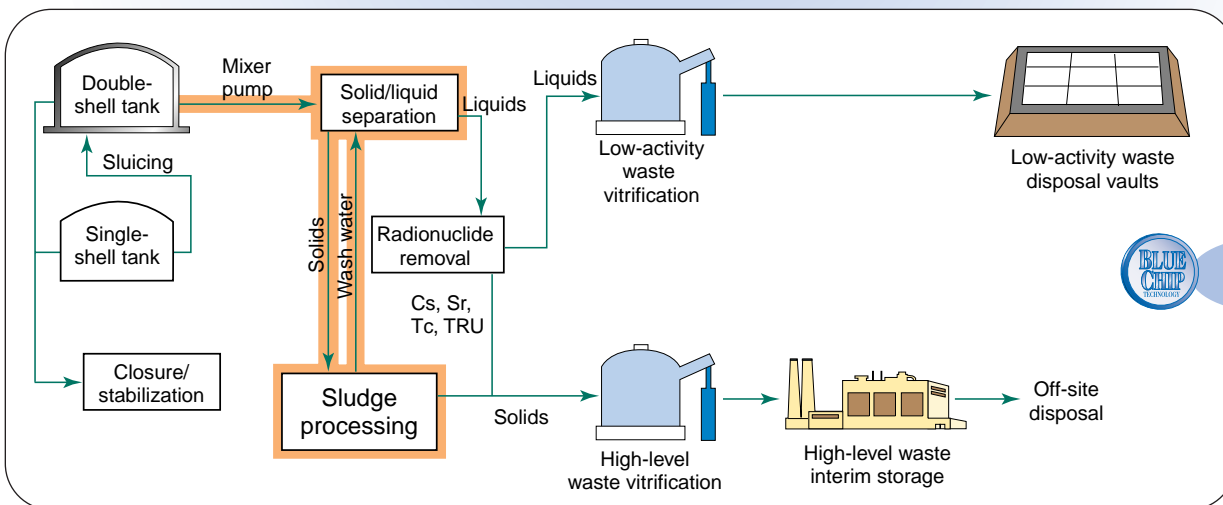 Double-
shell tank
Mixer
pump
Solid/liquid
separation
Liquids
Liquids
Low-activity
waste
vitrification
Low-activity waste
disposal vaults
Sluicing
Single-
shell tank
Solids
Wash water
Radionuclide
removal
Cs, Sr,
Tc, TRU
BLUE
CHIP
TECHNOLOGY
Closure/
stabilization
Sludge
processing
Solids
High-level
waste vitrification
High-level waste
interim storage
Off-site
disposal